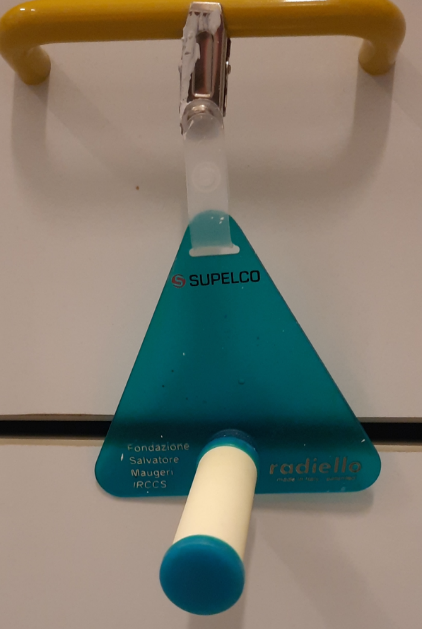 SUPELCO
Fondazione
Salvatore
Maugeri
IRCCS
radiello